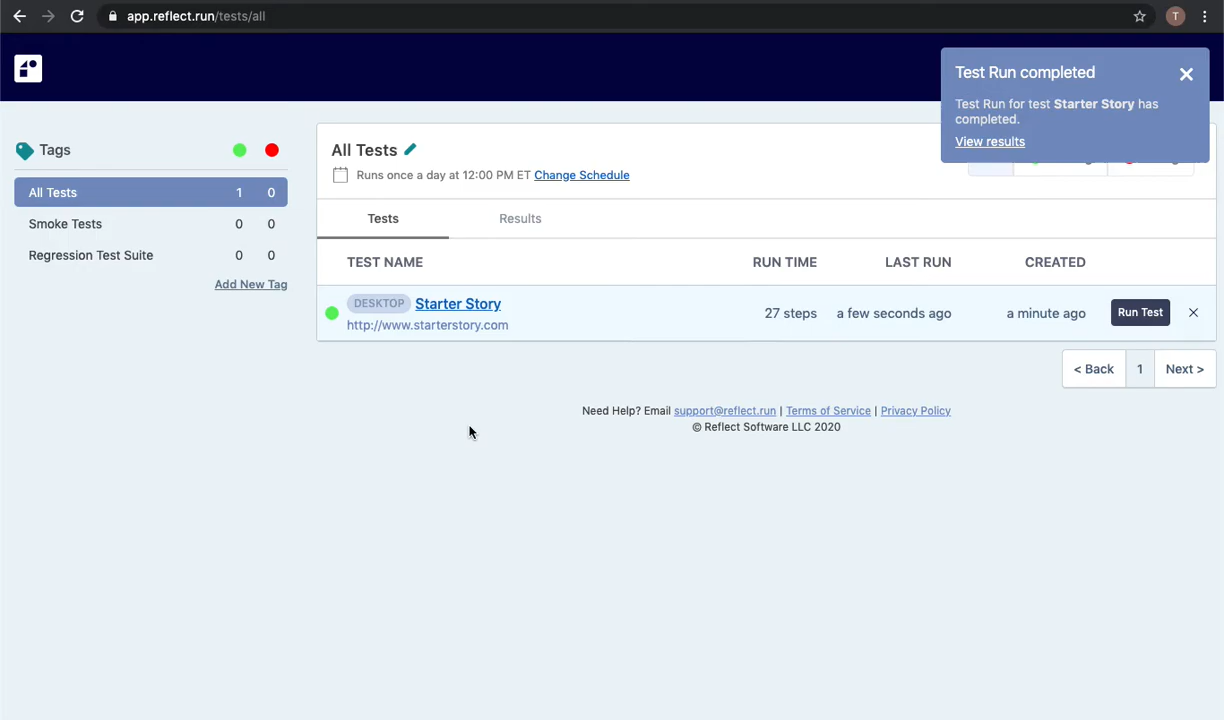 app.reflect.run/tests/all
T
Test Run completed
Test Run for test Starter Story has
completed.
View results
Tags
All Tests 1 0
Smoke Tests 0 0
Regression Test Suite 0 0
Add New Tag
All Tests
Runs once a day at 12:00 PM ET Change Schedule
Tests Results
TEST NAME RUN TIME LAST RUN CREATED
DESKTOP Starter Story
http://www.starterstory.com
27 steps a few seconds ago a minute ago Run Test
< Back 1 Next >
Need Help? Email support@reflect.run | Terms of Service | Privacy Policy
© Reflect Software LLC 2020